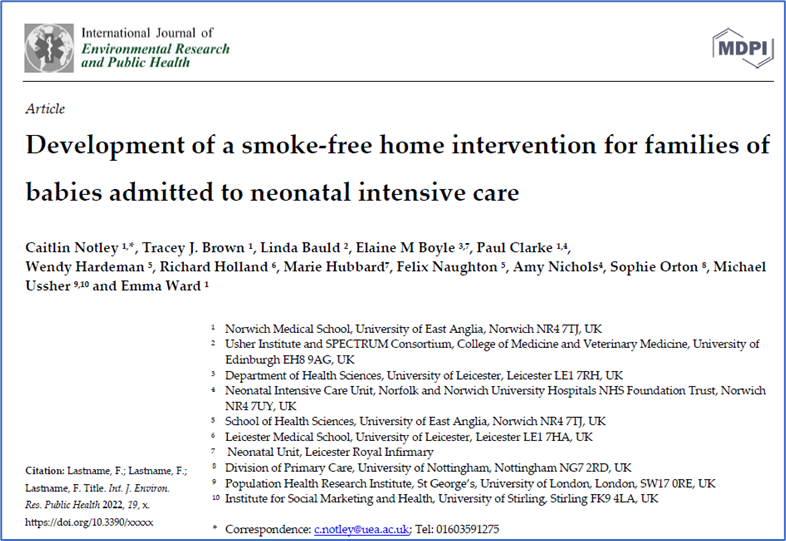 International Journal of
Environmental Research
and Public Health
MDPI
Article
Development of a smoke-free home intervention for families of
babies admitted to neonatal intensive care
Caitlin Notley 1,*, Tracey J. Brown 1, Linda Bauld 2, Elaine M Boyle 3,7, Paul Clarke 1,4,
Wendy Hardeman 5, Richard Holland 6, Marie Hubbard7, Felix Naughton 5, Amy Nichols4, Sophie Orton 8, Michael
Ussher 9,10 and Emma Ward 1
1 Norwich Medical School, University of East Anglia, Norwich NR4 7TJ, UK
2 Usher Institute and SPECTRUM Consortium, College of Medicine and Veterinary Medicine, University of
Edinburgh EH8 9AG, UK
3 Department of Health Sciences, University of Leicester, Leicester LE1 7RH, UK
4 Neonatal Intensive Care Unit, Norfolk and Norwich University Hospitals NHS Foundation Trust, Norwich
NR4 7UY, UK
5 School of Health Sciences, University of East Anglia, Norwich NR4 7TJ, UK
6 Leicester Medical School, University of Leicester, Leicester LE1 7HA, UK
7 Neonatal Unit, Leicester Royal Infirmary
8 Division of Primary Care, University of Nottingham, Nottingham NG7 2RD, UK
9 Population Health Research Institute, St George's, University of London, London, SW17 0RE, UK
10 Institute for Social Marketing and Health, University of Stirling, Stirling FK9 4LA, UK
* Correspondence: c.notley@uea.ac.uk; Tel: 01603591275
Citation: Lastname, F.; Lastname, F.;
Lastname, F. Title. Int. J. Environ.
Res. Public Health 2022, 19, x.
https://doi.org/10.3390/xxxxx